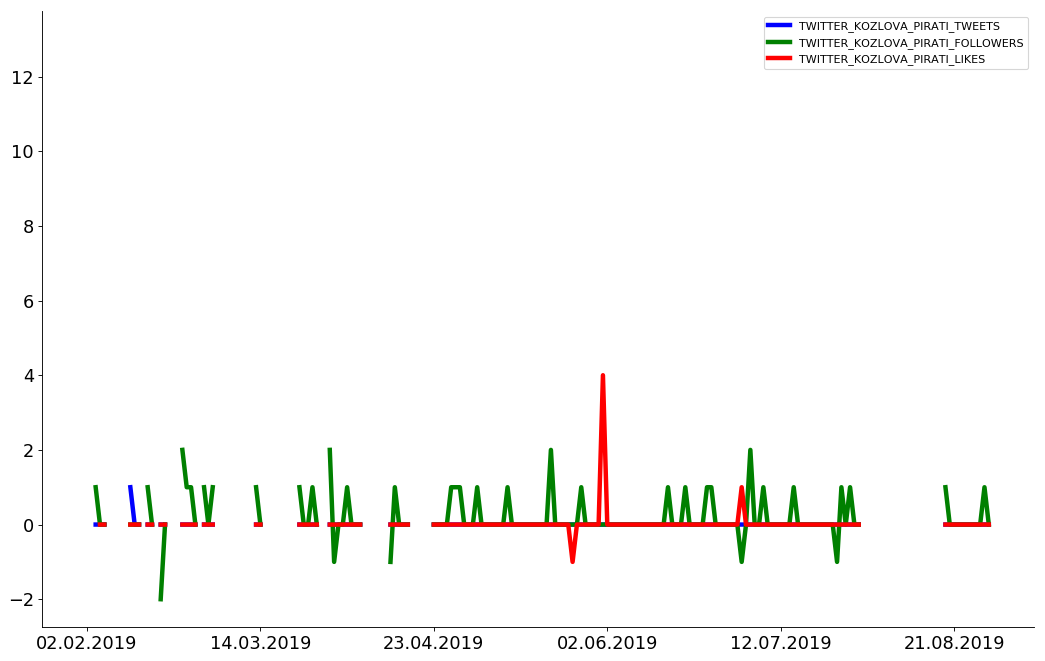 TWITTER_KOZLOVA_PIRATI_TWEETS
TWITTER_KOZLOVA_PIRATI_FOLLOWERS
TWITTER_KOZLOVA_PIRATI_LIKES
12
10
8
6
4
2
0
−2
02.02.2019 14.03.2019 23.04.2019 02.06.2019 12.07.2019 21.08.2019